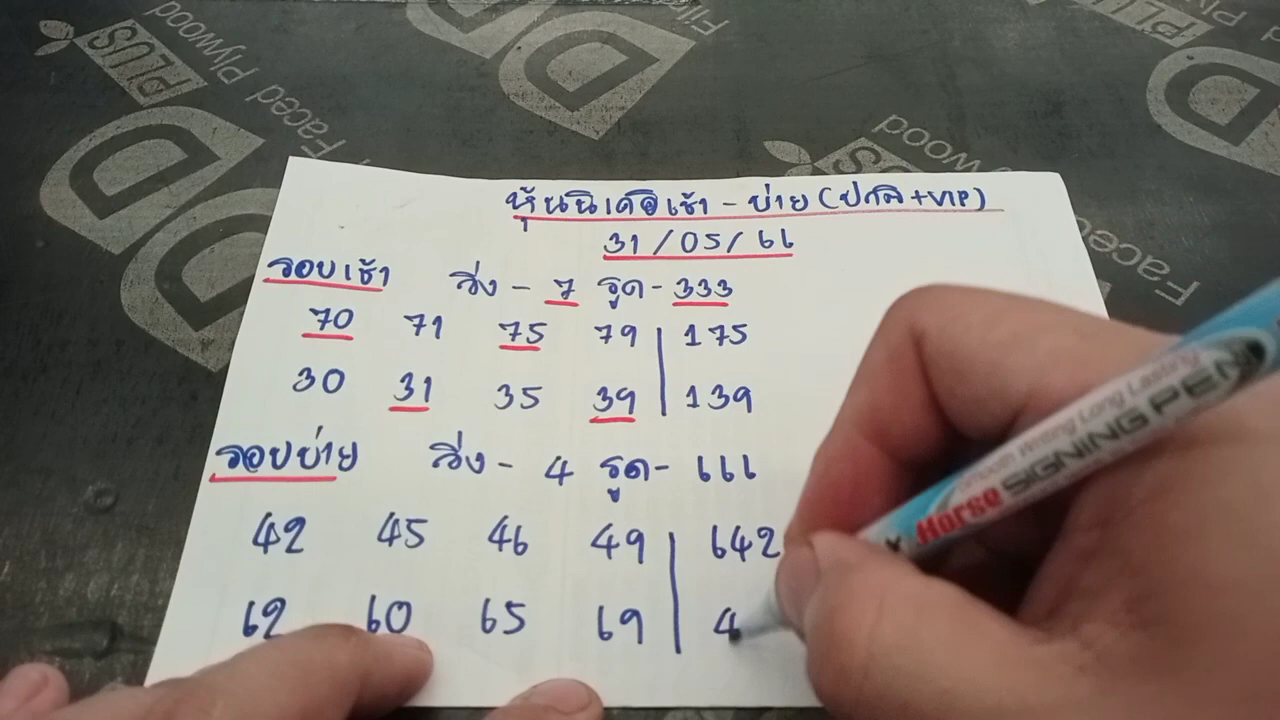 หุ้นนิเคอิเช้า - บ่าย (ปกติ + VIP)
31 / 05 / 66
รอบเช้า วิ่ง - 7 รูด - 333
70 71 75 79 | 175
30 31 35 39 | 139
รอบบ่าย วิ่ง - 4 รูด - 666
42 45 46 49 | 642
62 60 65 69 | 4
Horse SIGNING PEN
PLUS
Faced Plywood
DD